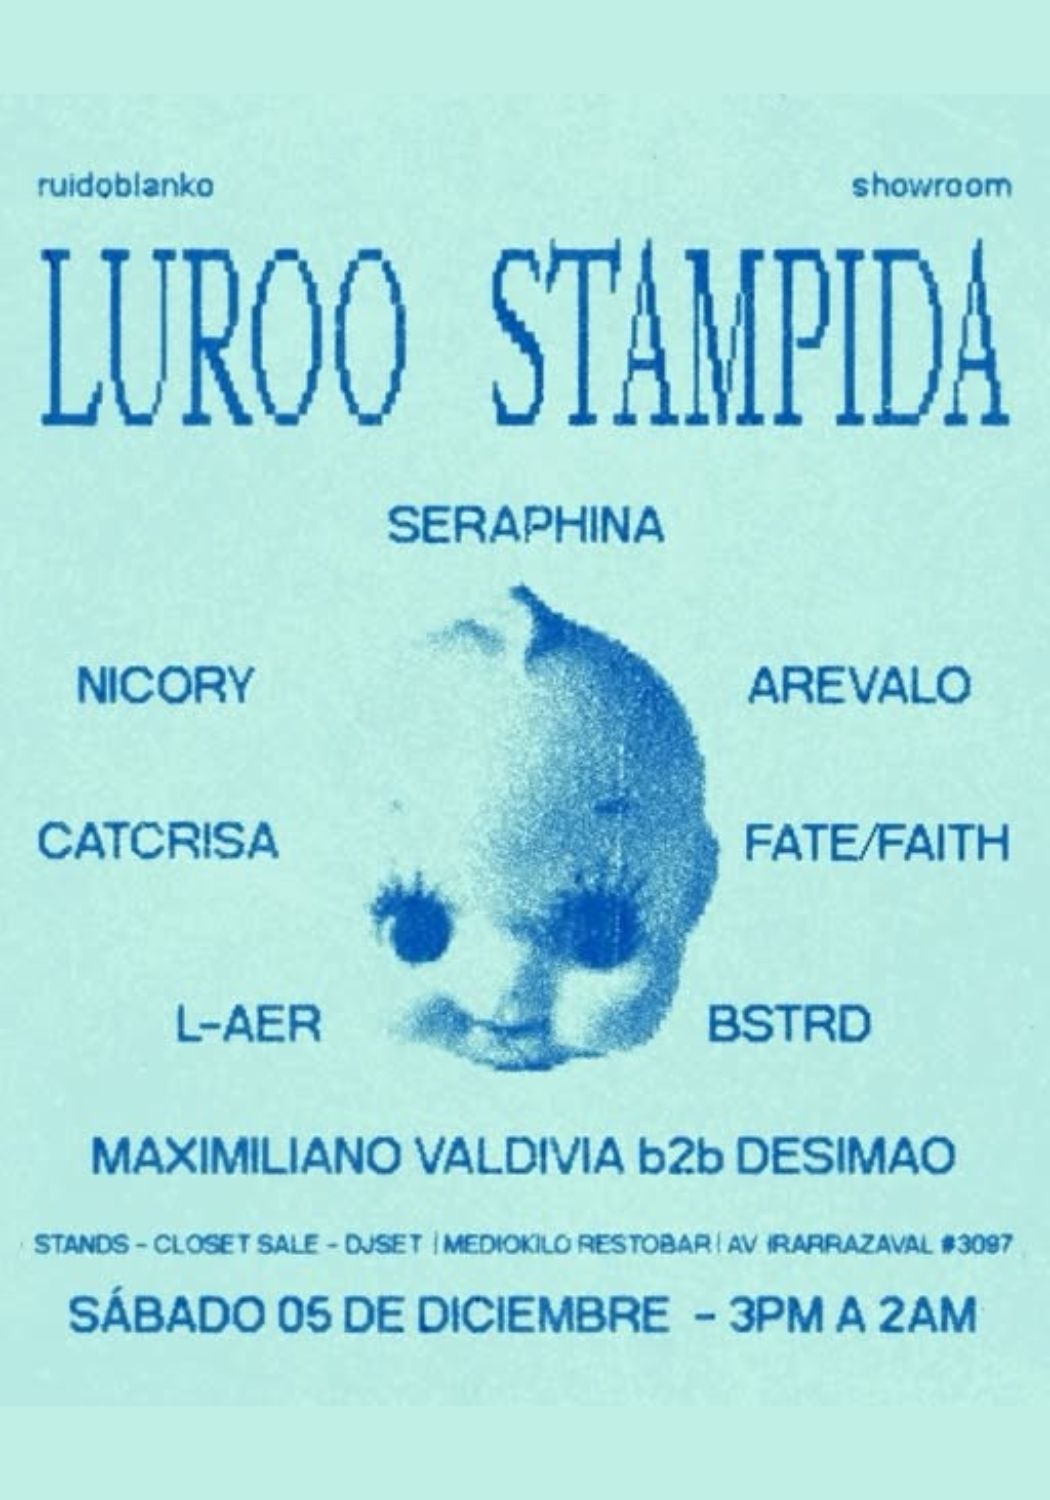 ruidoblanko showroom
LUROO STAMPIDA
SERAPHINA
NICORY AREVALO
CATCRISA FATE/FAITH
L-AER BSTRD
MAXIMILIANO VALDIVIA b2b DESIMAO
STANDS - CLOSET SALE - DJSET | MEDIOKILO RESTOBAR | AV IRARRAZAVAL #3097
SÁBADO 05 DE DICIEMBRE - 3PM A 2AM